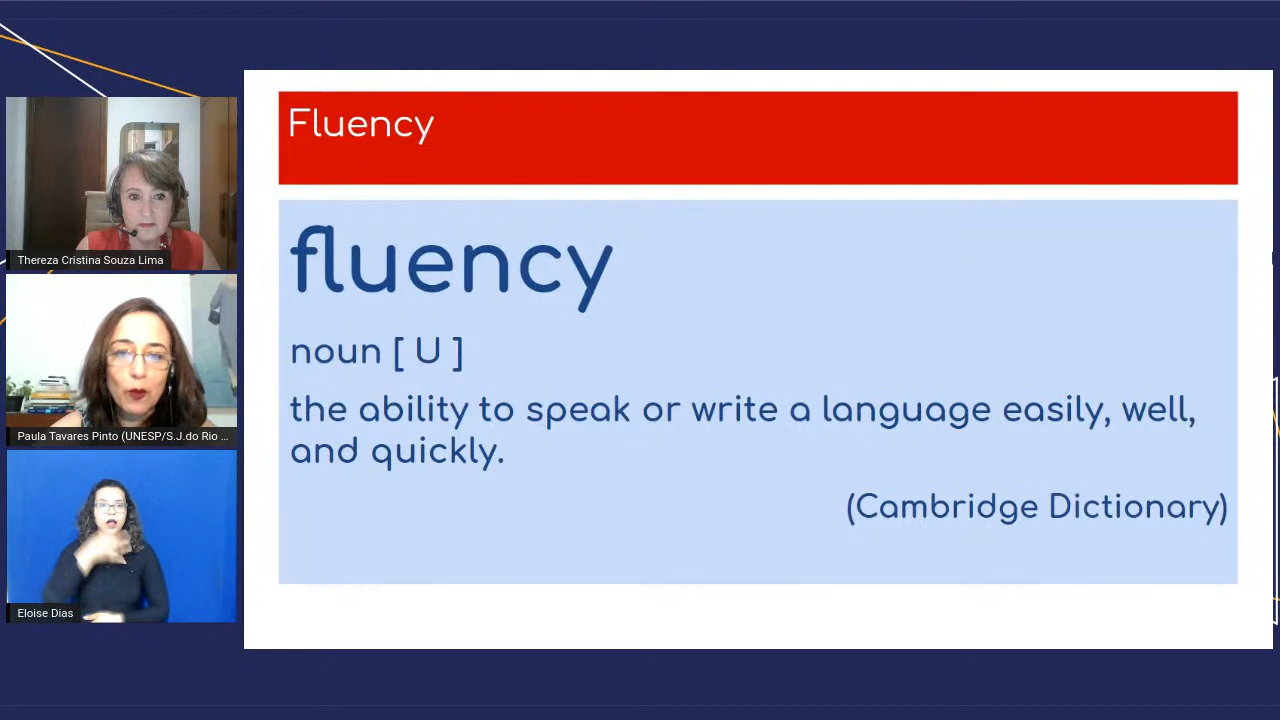 Fluency
fluency
noun [ U ]
the ability to speak or write a language easily, well,
and quickly.
(Cambridge Dictionary)
Thereza Cristina Souza Lima
Paula Tavares Pinto (UNESP/S.J.do Rio ...
Eloise Dias